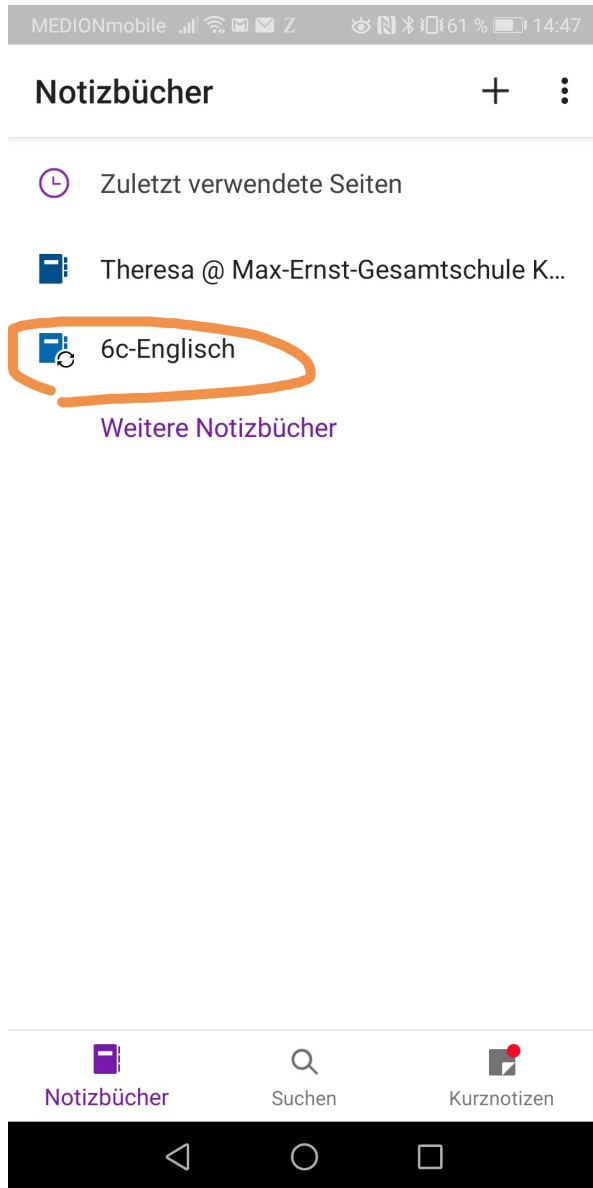 MEDIONmobile Z 61 % 14:47
Notizbücher
Zuletzt verwendete Seiten
Theresa @ Max-Ernst-Gesamtschule K...
6c-Englisch
Weitere Notizbücher
Notizbücher Suchen Kurznotizen